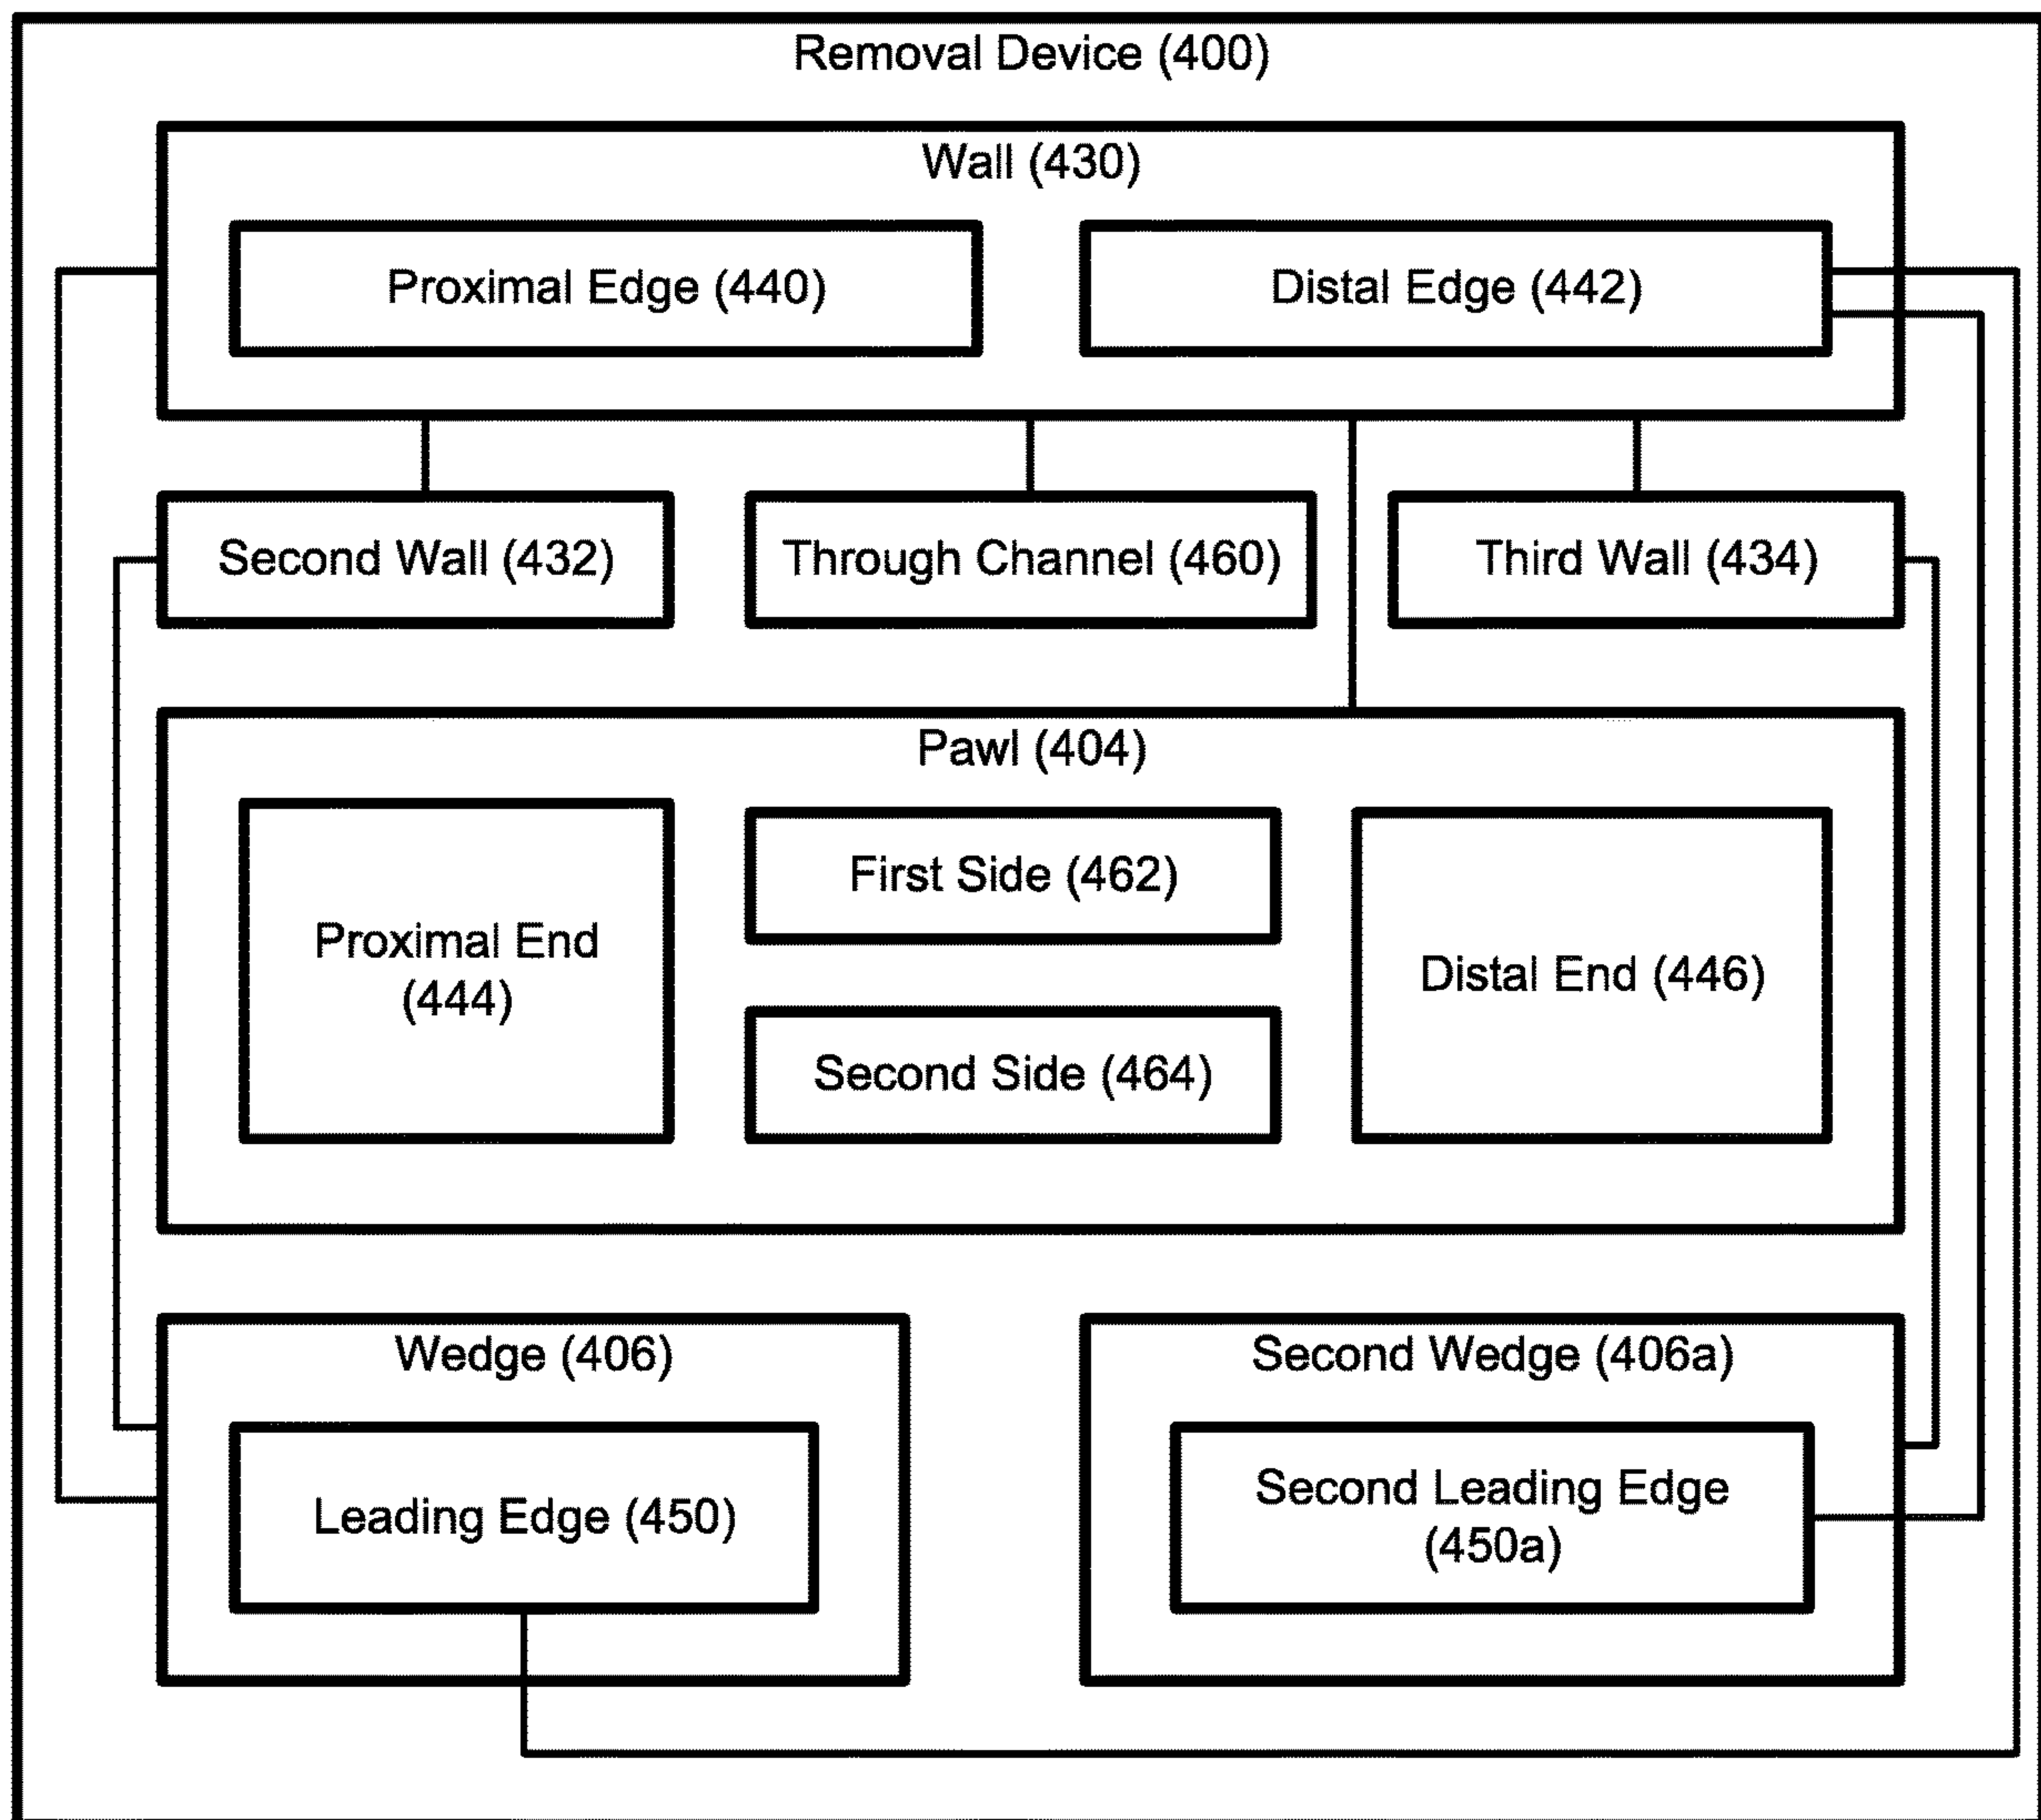 Removal Device (400)
Wall (430)
Proximal Edge (440)
Distal Edge (442)
Second Wall (432)
Through Channel (460)
Third Wall (434)
Pawl (404)
Proximal End
(444)
First Side (462)
Second Side (464)
Distal End (446)
Wedge (406)
Leading Edge (450)
Second Wedge (406a)
Second Leading Edge
(450a)